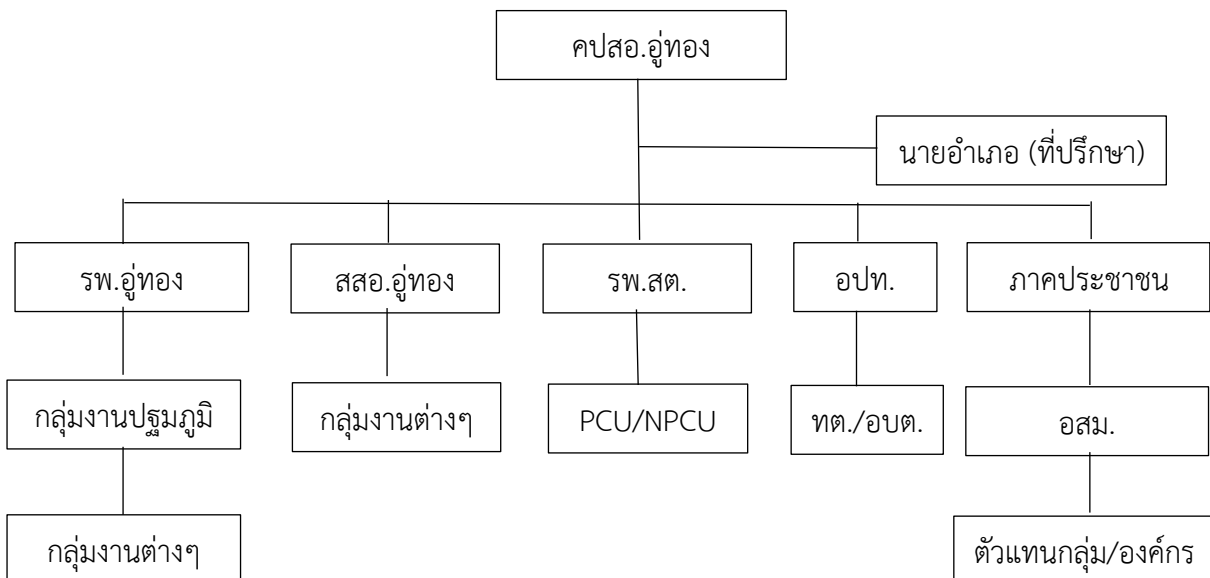 คปสอ.อู่ทอง
นายอำเภอ (ที่ปรึกษา)
รพ.อู่ทอง
สสอ.อู่ทอง
รพ.สต.
อปท.
ภาคประชาชน
กลุ่มงานปฐมภูมิ
กลุ่มงานต่างๆ
PCU/NPCU
ทต./อบต.
อสม.
กลุ่มงานต่างๆ
ตัวแทนกลุ่ม/องค์กร